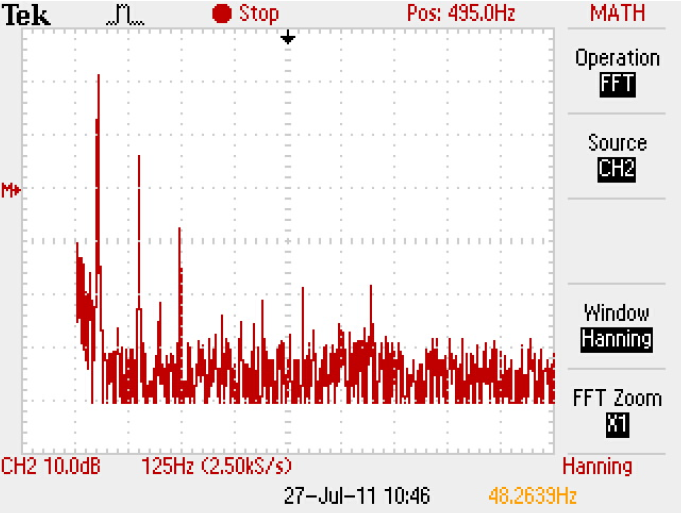 Tek Stop Pos: 495.0Hz MATH
Operation
FFT
Source
CH2
M
Window
Hanning
FFT Zoom
X1
CH2 10.0dB 125Hz (2.50kS/s) Hanning
27-Jul-11 10:46 48.2639Hz